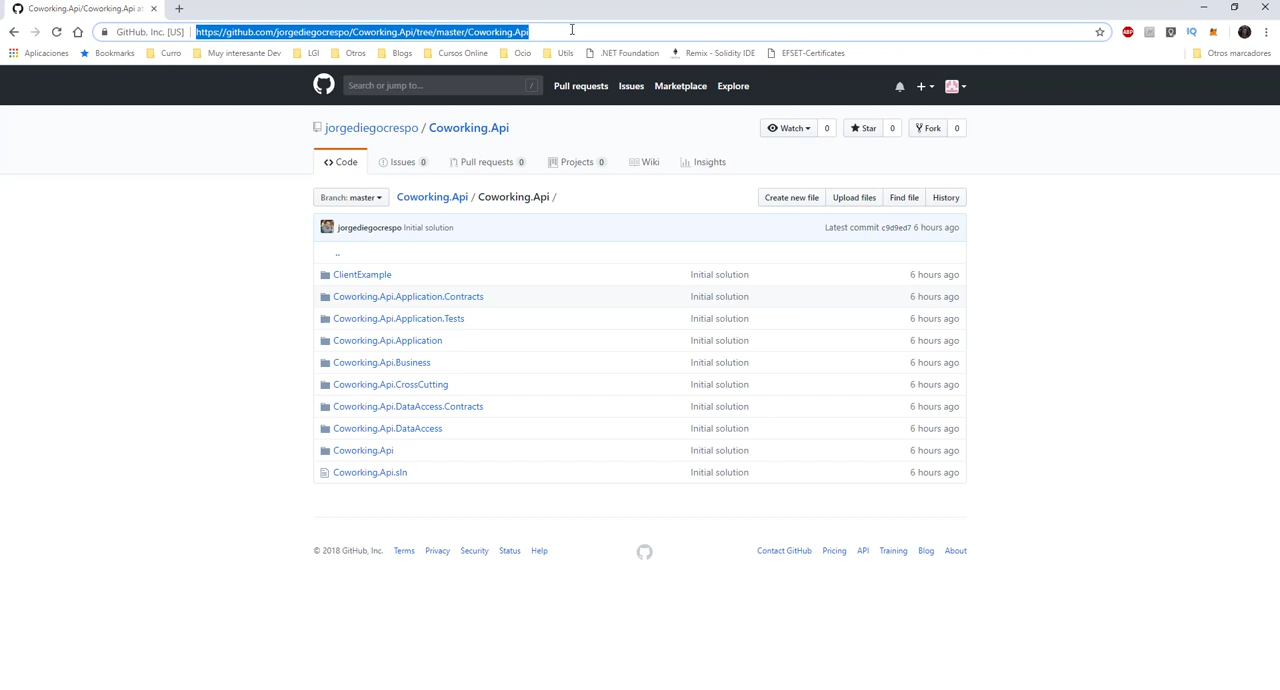 Coworking.Api/Coworking.Api at
GitHub, Inc. [US] https://github.com/jorgediegocrespo/Coworking.Api/tree/master/Coworking.Api
Aplicaciones Bookmarks Curro Muy interesante Dev LGI Otros Blogs Cursos Online Ocio Utils .NET Foundation Remix - Solidity IDE EFSET-Certificates Otros marcadores
Search or jump to... / Pull requests Issues Marketplace Explore
jorgediegocrespo / Coworking.Api Watch 0 Star 0 Fork 0
Code Issues 0 Pull requests 0 Projects 0 Wiki Insights
Branch: master Coworking.Api / Coworking.Api / Create new file Upload files Find file History
jorgediegocrespo Initial solution Latest commit c9d9ed7 6 hours ago
..
ClientExample Initial solution 6 hours ago
Coworking.Api.Application.Contracts Initial solution 6 hours ago
Coworking.Api.Application.Tests Initial solution 6 hours ago
Coworking.Api.Application Initial solution 6 hours ago
Coworking.Api.Business Initial solution 6 hours ago
Coworking.Api.CrossCutting Initial solution 6 hours ago
Coworking.Api.DataAccess.Contracts Initial solution 6 hours ago
Coworking.Api.DataAccess Initial solution 6 hours ago
Coworking.Api Initial solution 6 hours ago
Coworking.Api.sln Initial solution 6 hours ago
© 2018 GitHub, Inc. Terms Privacy Security Status Help Contact GitHub Pricing API Training Blog About